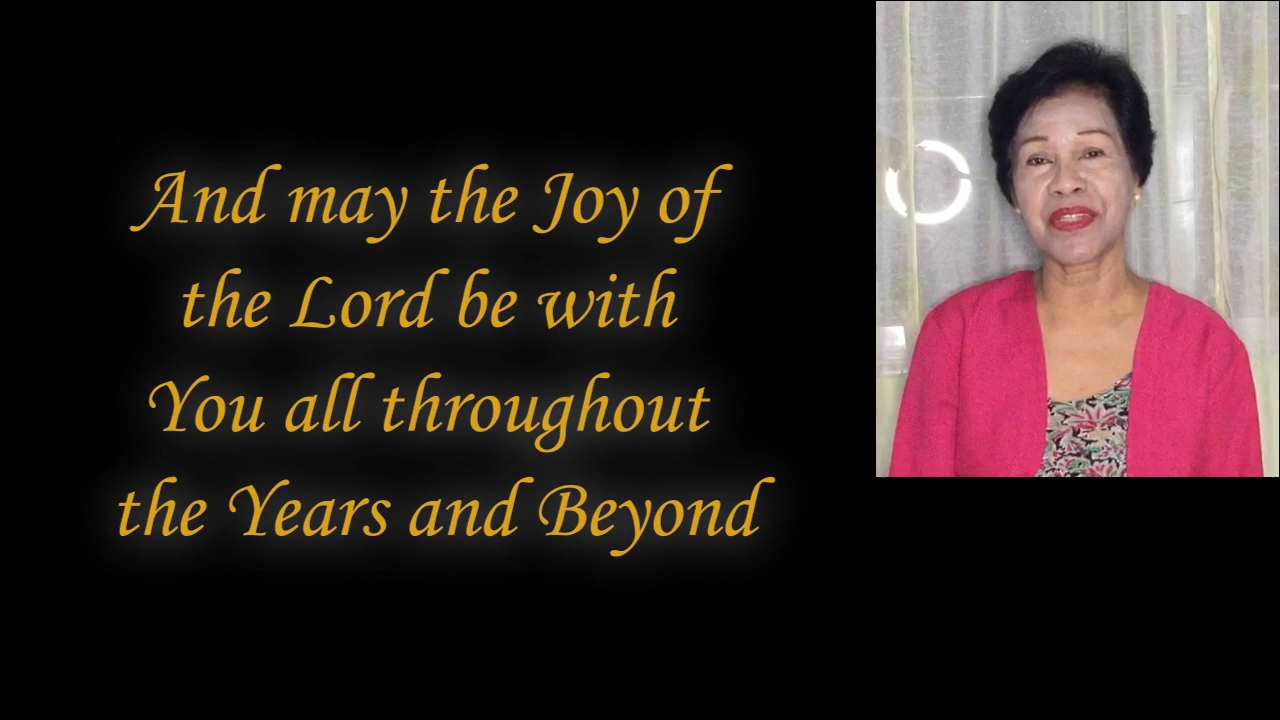 And may the Joy of
the Lord be with
You all throughout
the Years and Beyond